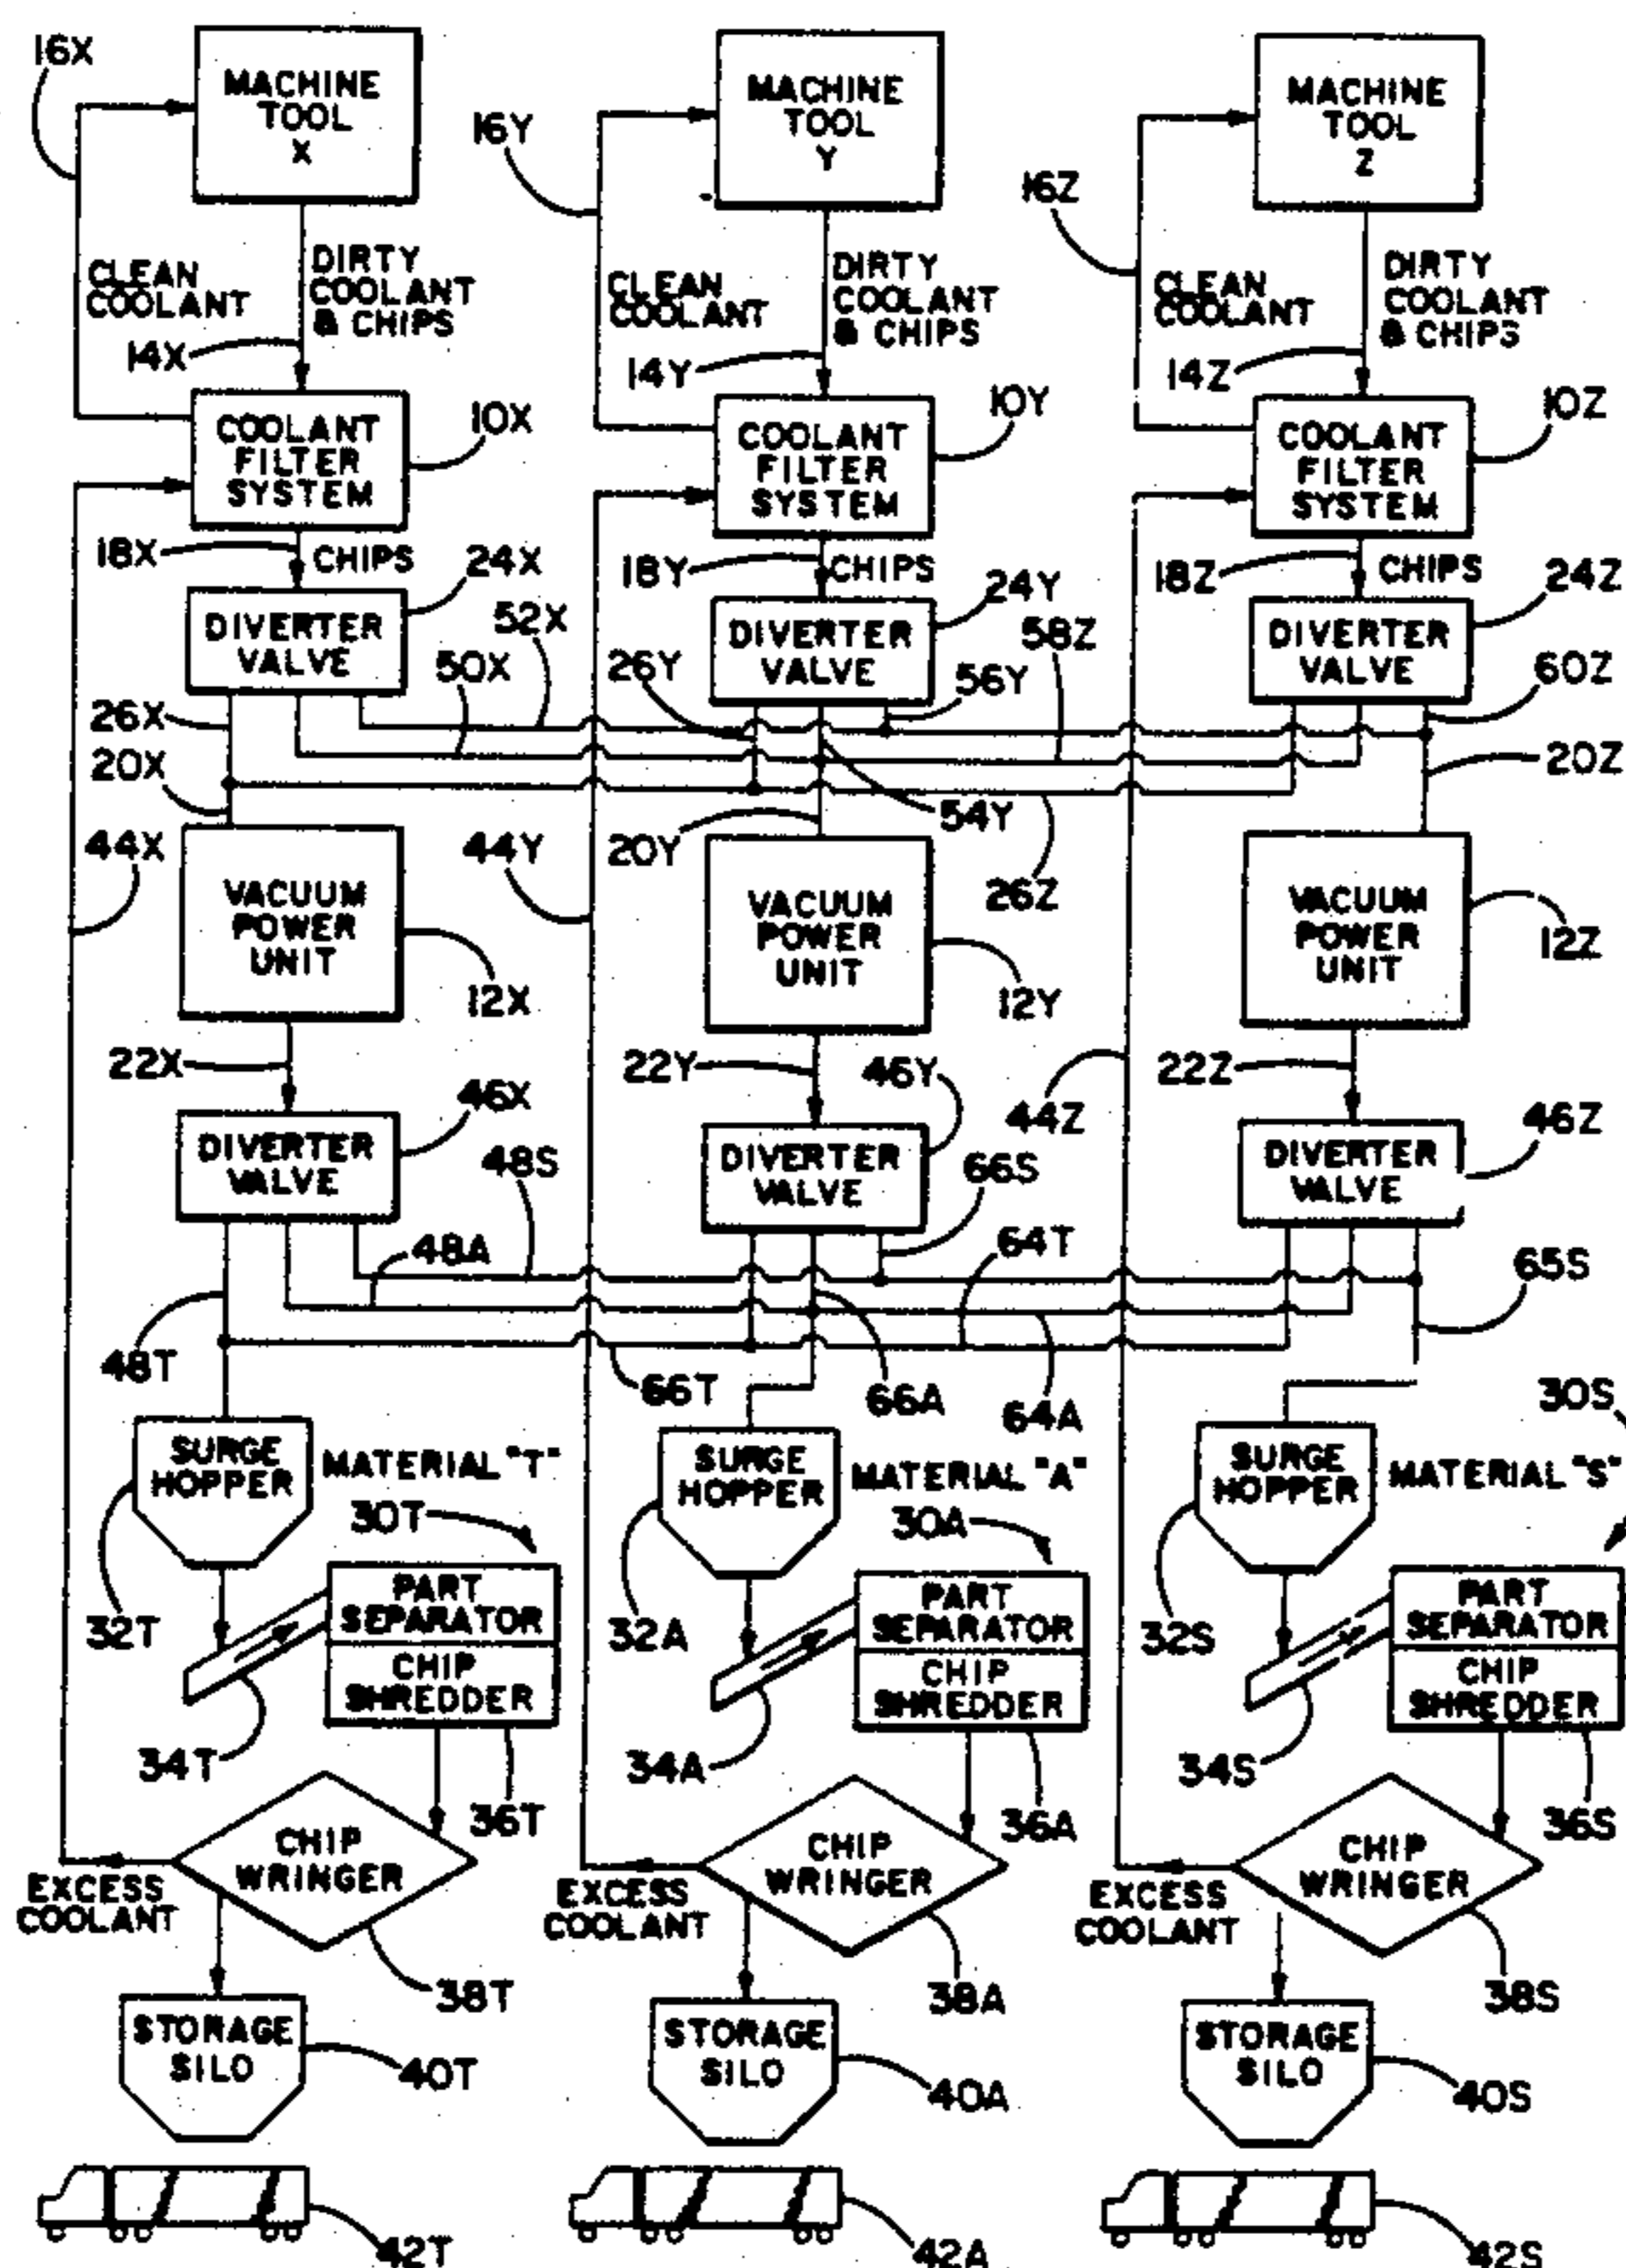 16X
MACHINE
TOOL
X
16Y
MACHINE
TOOL
Y
16Z
MACHINE
TOOL
Z
CLEAN
COOLANT
DIRTY
COOLANT
& CHIPS
14X
CLEAN
COOLANT
DIRTY
COOLANT
& CHIPS
14Y
CLEAN
COOLANT
DIRTY
COOLANT
& CHIPS
14Z
COOLANT
FILTER
SYSTEM
10X
COOLANT
FILTER
SYSTEM
10Y
COOLANT
FILTER
SYSTEM
10Z
18X
CHIPS
24X
18Y
CHIPS
24Y
18Z
CHIPS
24Z
DIVERTER
VALVE
52X
50X
DIVERTER
VALVE
26Y
58Z
56Y
DIVERTER
VALVE
60Z
26X
20X
20Z
54Y
44X
44Y
20Y
26Z
VACUUM
POWER
UNIT
12X
VACUUM
POWER
UNIT
12Y
VACUUM
POWER
UNIT
12Z
22X
46X
22Y
46Y
22Z
44Z
46Z
DIVERTER
VALVE
48S
DIVERTER
VALVE
66S
DIVERTER
VALVE
48A
64T
65S
48T
66T
66A
64A
30S
SURGE
HOPPER
MATERIAL "T"
30T
SURGE
HOPPER
MATERIAL "A"
30A
SURGE
HOPPER
MATERIAL "S"
32T
PART
SEPARATOR
CHIP
SHREDDER
32A
PART
SEPARATOR
CHIP
SHREDDER
32S
PART
SEPARATOR
CHIP
SHREDDER
34T
36T
34A
36A
34S
36S
CHIP
WRINGER
EXCESS
COOLANT
38T
CHIP
WRINGER
EXCESS
COOLANT
38A
CHIP
WRINGER
EXCESS
COOLANT
38S
STORAGE
SILO
40T
STORAGE
SILO
40A
STORAGE
SILO
40S
42T
42A
42S